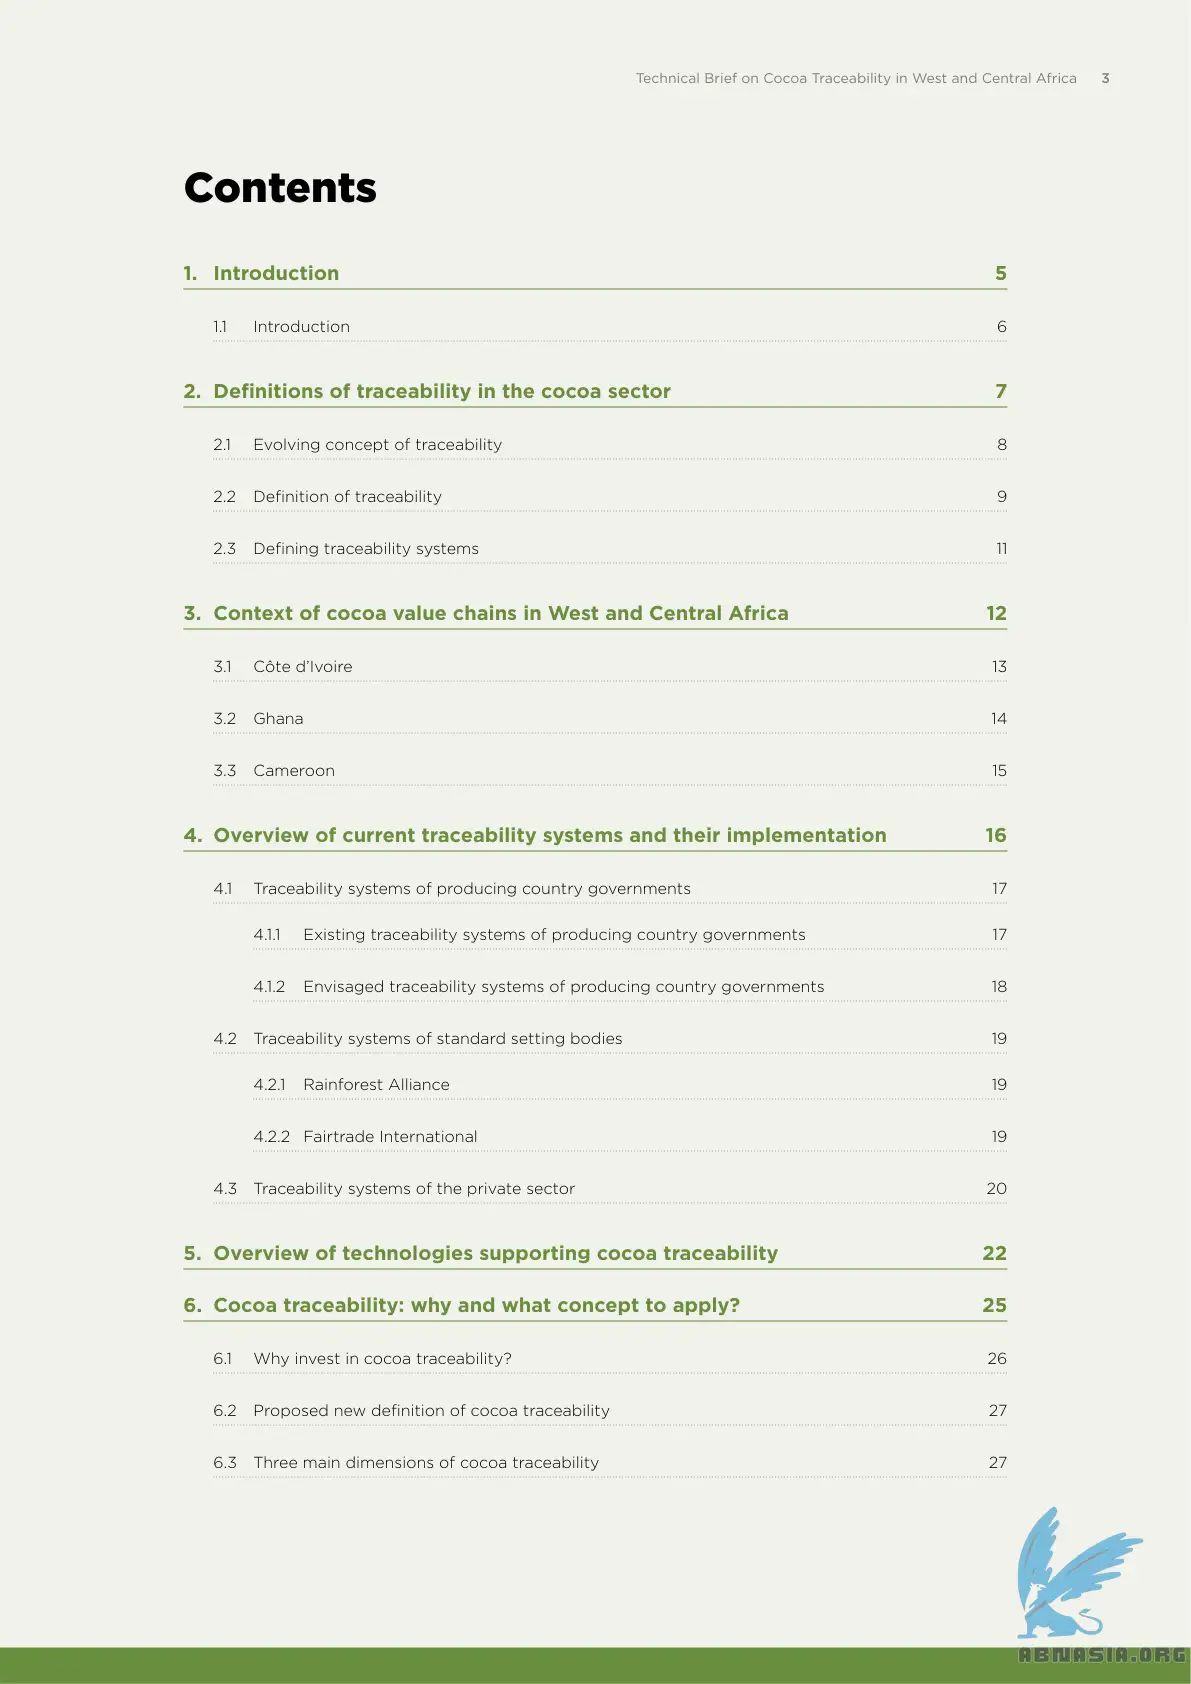 Technical Brief on Cocoa Traceability in West and Central Africa 3
Contents
1. Introduction 5
1.1 Introduction 6
2. Definitions of traceability in the cocoa sector 7
2.1 Evolving concept of traceability 8
2.2 Definition of traceability 9
2.3 Defining traceability systems 11
3. Context of cocoa value chains in West and Central Africa 12
3.1 Côte d’Ivoire 13
3.2 Ghana 14
3.3 Cameroon 15
4. Overview of current traceability systems and their implementation 16
4.1 Traceability systems of producing country governments 17
4.1.1 Existing traceability systems of producing country governments 17
4.1.2 Envisaged traceability systems of producing country governments 18
4.2 Traceability systems of standard setting bodies 19
4.2.1 Rainforest Alliance 19
4.2.2 Fairtrade International 19
4.3 Traceability systems of the private sector 20
5. Overview of technologies supporting cocoa traceability 22
6. Cocoa traceability: why and what concept to apply? 25
6.1 Why invest in cocoa traceability? 26
6.2 Proposed new definition of cocoa traceability 27
6.3 Three main dimensions of cocoa traceability 27
ABNASIA.ORG